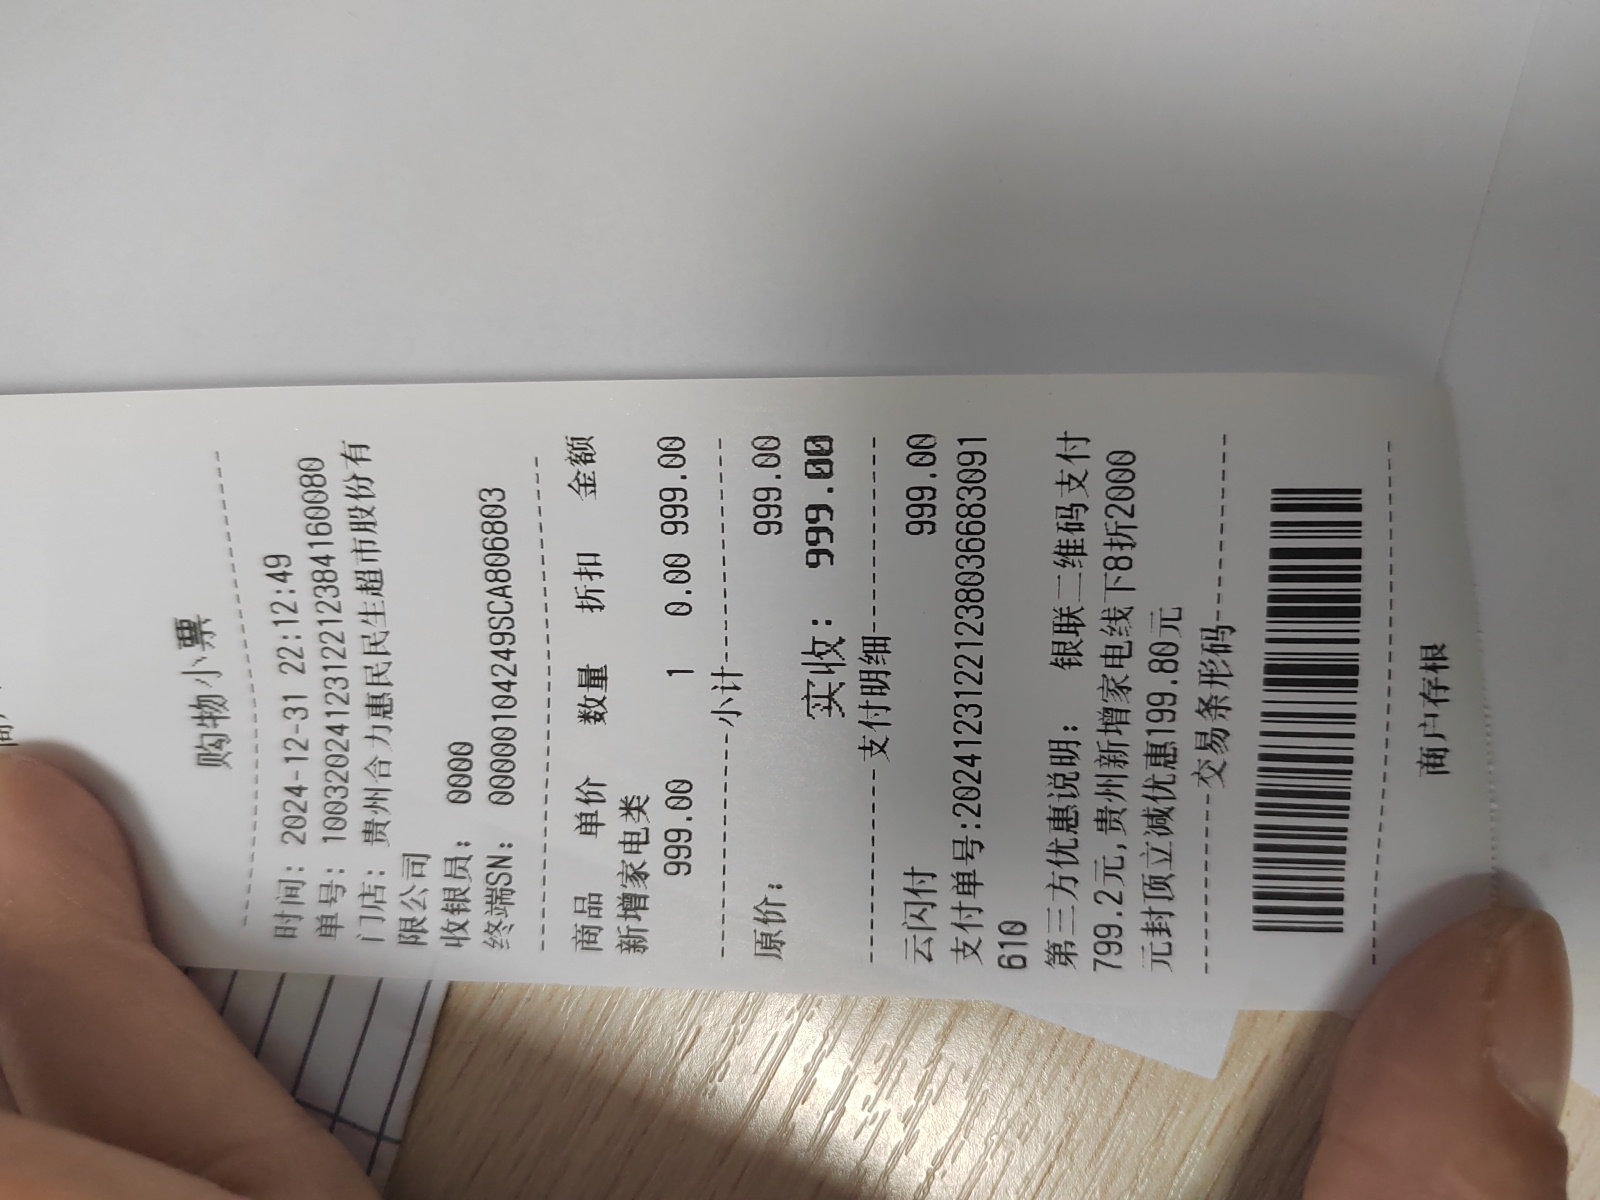 购物小票
时间: 2024-12-31 22:12:49
单号: 100320241231221238416​0080
门店: 贵州合力惠民民生超市股份有
限公司
收银员: 0000
终端SN: 00000104249SCA806803
商品 单价 数量 折扣 金额
新增家电类
999.00 1 0.00 999.00
小计
原价: 999.00
实收: 999.00
支付明细
云闪付 999.00
支付单号:20241231221238036683091
610
第三方优惠说明: 银联二维码支付
799.2元,贵州新增家电线下8折2000
元封顶立减优惠199.80元
交易条形码
商户存根